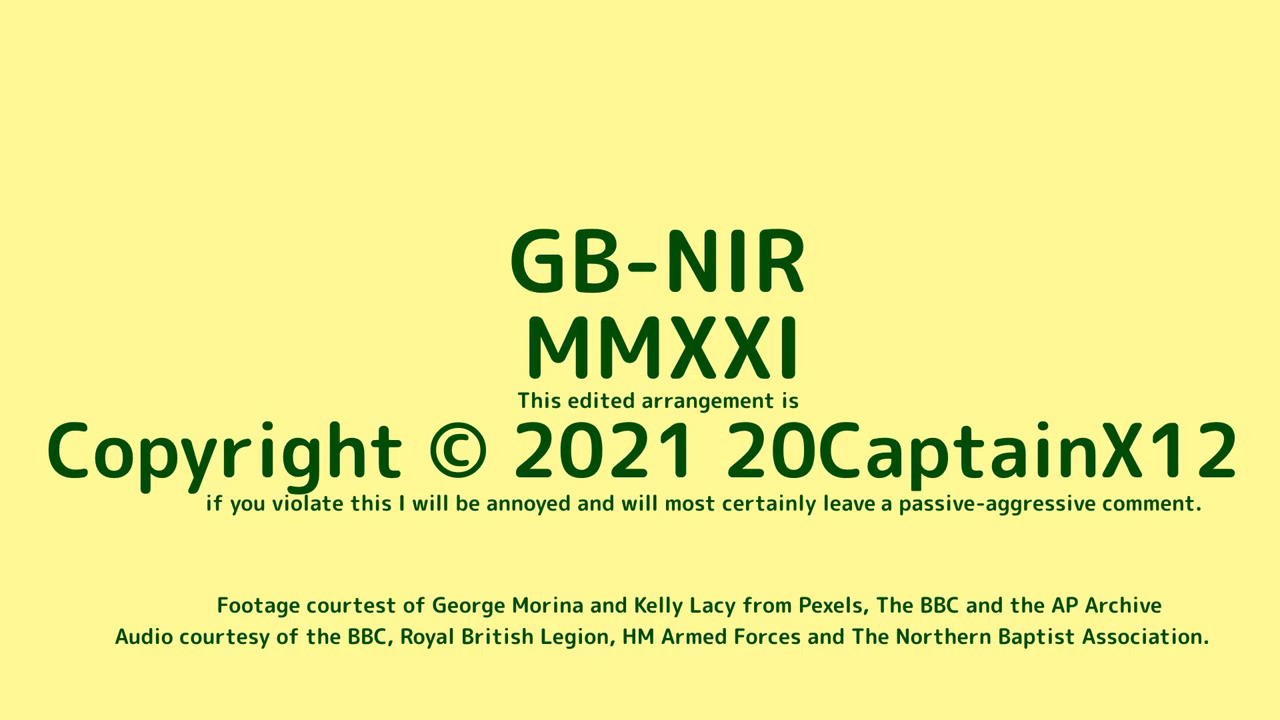 GB-NIR
MMXXI
This edited arrangement is
Copyright © 2021 20CaptainX12
if you violate this I will be annoyed and will most certainly leave a passive-aggressive comment.
Footage courtest of George Morina and Kelly Lacy from Pexels, The BBC and the AP Archive
Audio courtesy of the BBC, Royal British Legion, HM Armed Forces and The Northern Baptist Association.